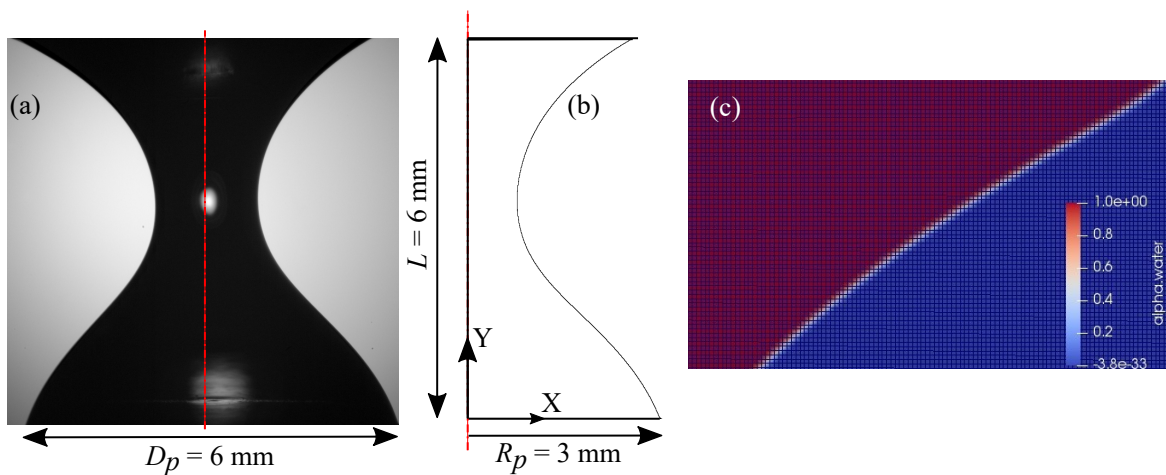 (a)
D_p = 6 mm
L = 6 mm
(b)
Y
X
R_p = 3 mm
(c)
1.0e+00
0.8
0.6
0.4
0.2
-3.8e-33
alpha.water